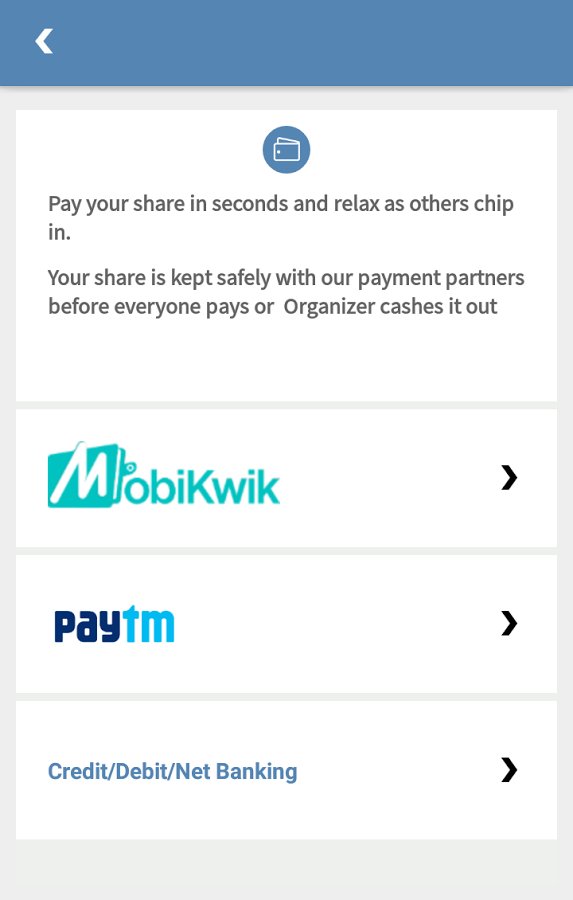 Pay your share in seconds and relax as others chip
in.
Your share is kept safely with our payment partners
before everyone pays or  Organizer cashes it out
MobiKwik
paytm
Credit/Debit/Net Banking